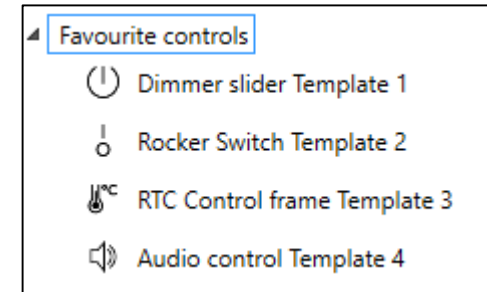 Favourite controls
Dimmer slider Template 1
Rocker Switch Template 2
°C RTC Control frame Template 3
Audio control Template 4